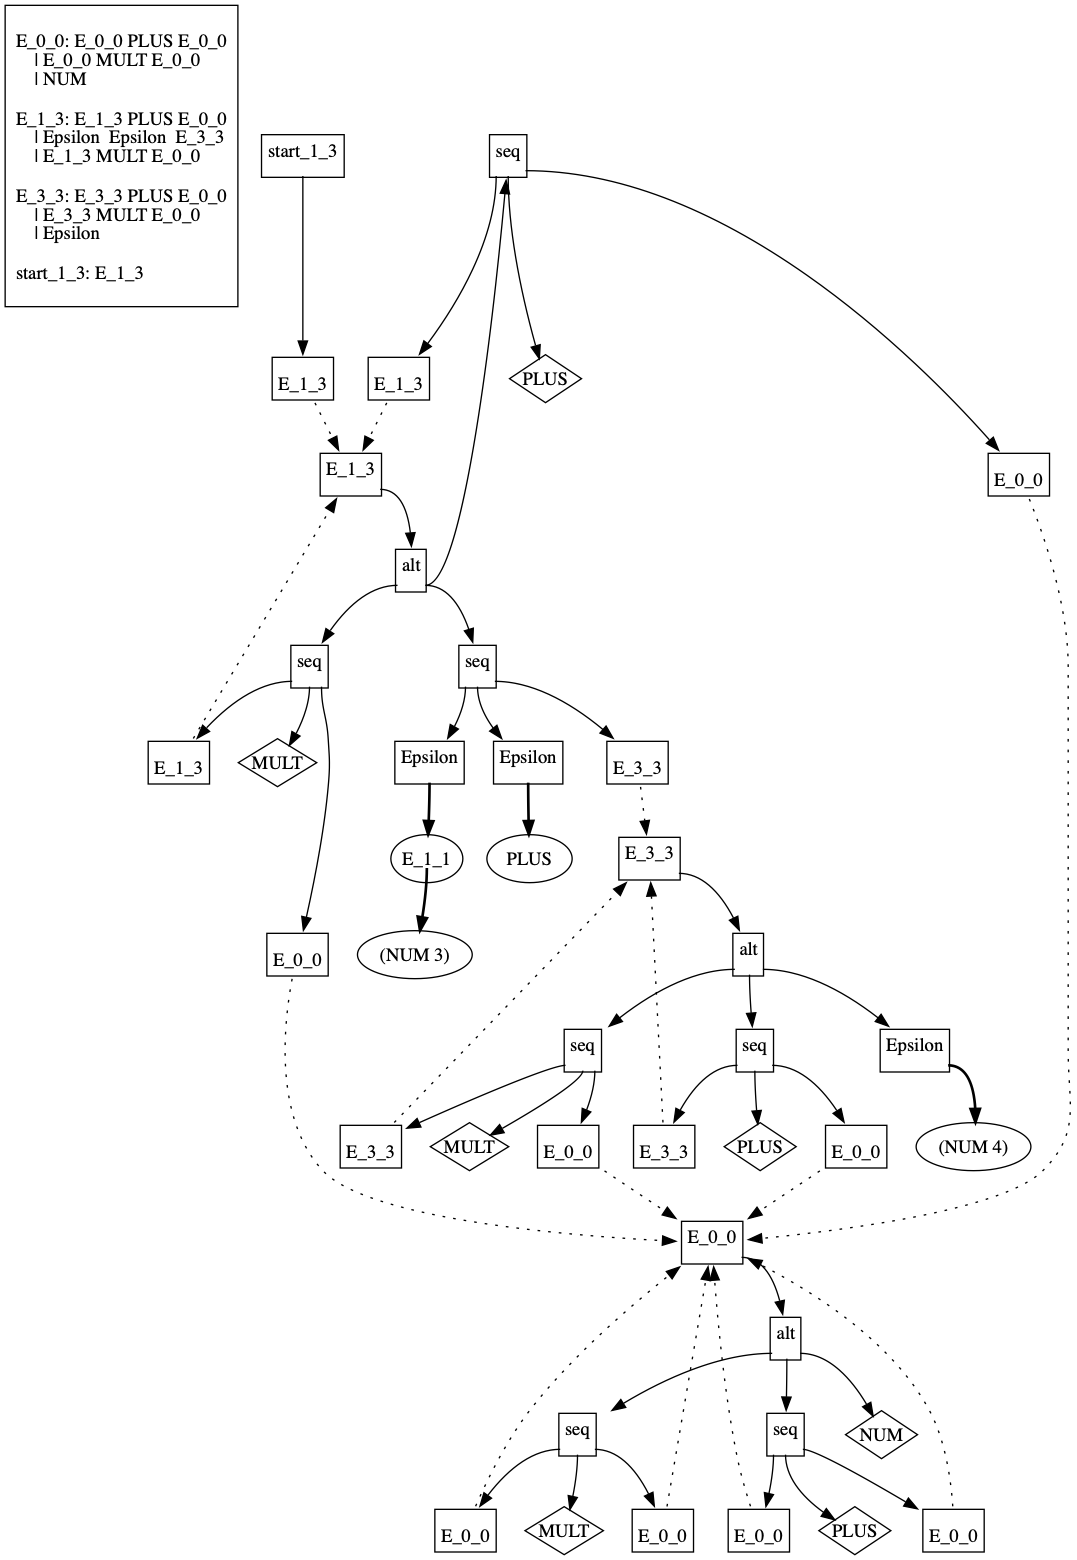 E_0_0: E_0_0 PLUS E_0_0
| E_0_0 MULT E_0_0
| NUM
E_1_3: E_1_3 PLUS E_0_0
| Epsilon Epsilon E_3_3
| E_1_3 MULT E_0_0
E_3_3: E_3_3 PLUS E_0_0
| E_3_3 MULT E_0_0
| Epsilon
start_1_3: E_1_3
start_1_3
seq
E_1_3
E_1_3
PLUS
E_1_3
E_0_0
alt
seq
seq
E_1_3
MULT
Epsilon
Epsilon
E_3_3
E_1_1
PLUS
E_3_3
E_0_0
(NUM 3)
alt
seq
seq
Epsilon
E_3_3
MULT
E_0_0
E_3_3
PLUS
E_0_0
(NUM 4)
E_0_0
alt
seq
seq
NUM
E_0_0
MULT
E_0_0
E_0_0
PLUS
E_0_0